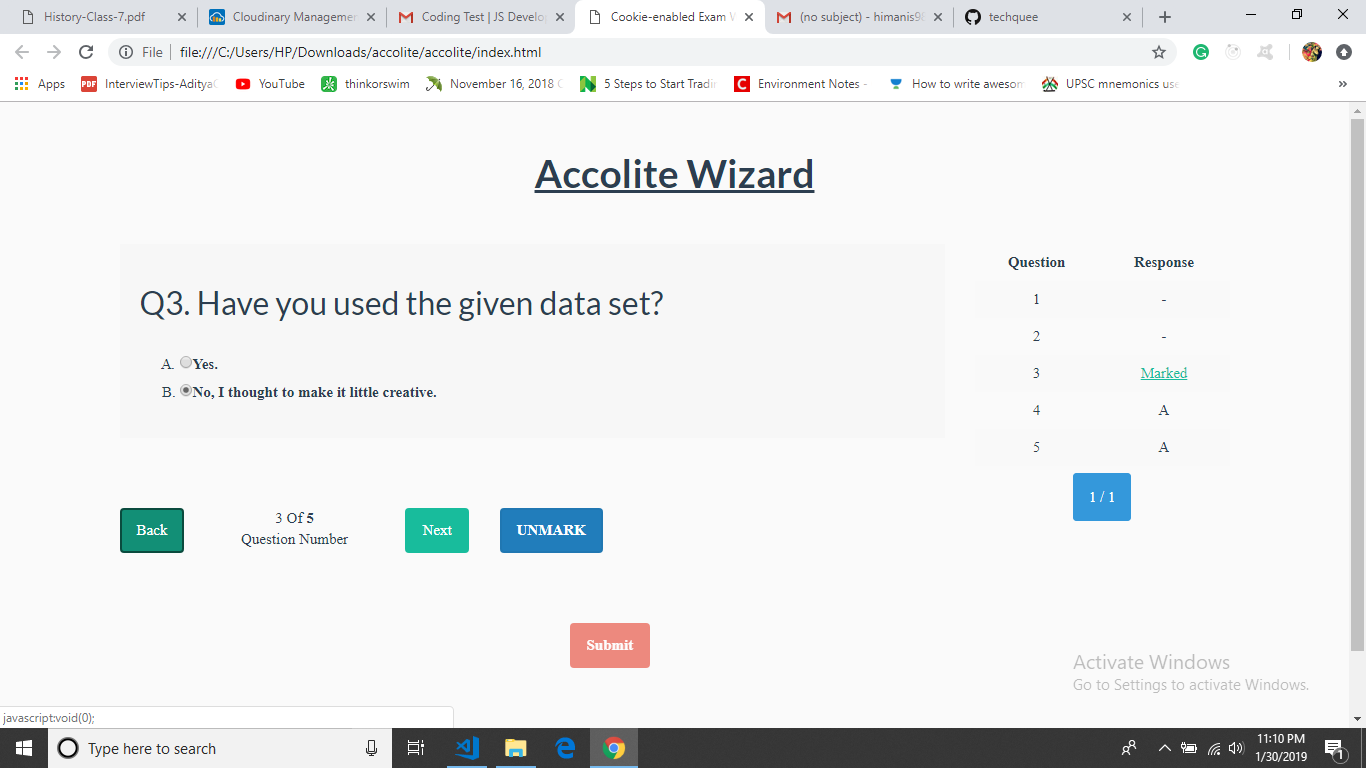 History-Class-7.pdf
Cloudinary Managemen
Coding Test | JS Develo
Cookie-enabled Exam W
(no subject) - himanis98
techquee
File
file:///C:/Users/HP/Downloads/accolite/accolite/index.html
Apps
PDF
InterviewTips-Aditya
YouTube
thinkorswim
November 16, 2018
5 Steps to Start Tradin
C
Environment Notes -
How to write awesom
UPSC mnemonics use
»
Accolite Wizard
Q3. Have you used the given data set?
A. Yes.
B. No, I thought to make it little creative.
Question Response
1 -
2 -
3 Marked
4 A
5 A
1 / 1
Back
3 Of 5
Question Number
Next
UNMARK
Submit
Activate Windows
Go to Settings to activate Windows.
javascript:void(0);
Type here to search
11:10 PM
1/30/2019
1